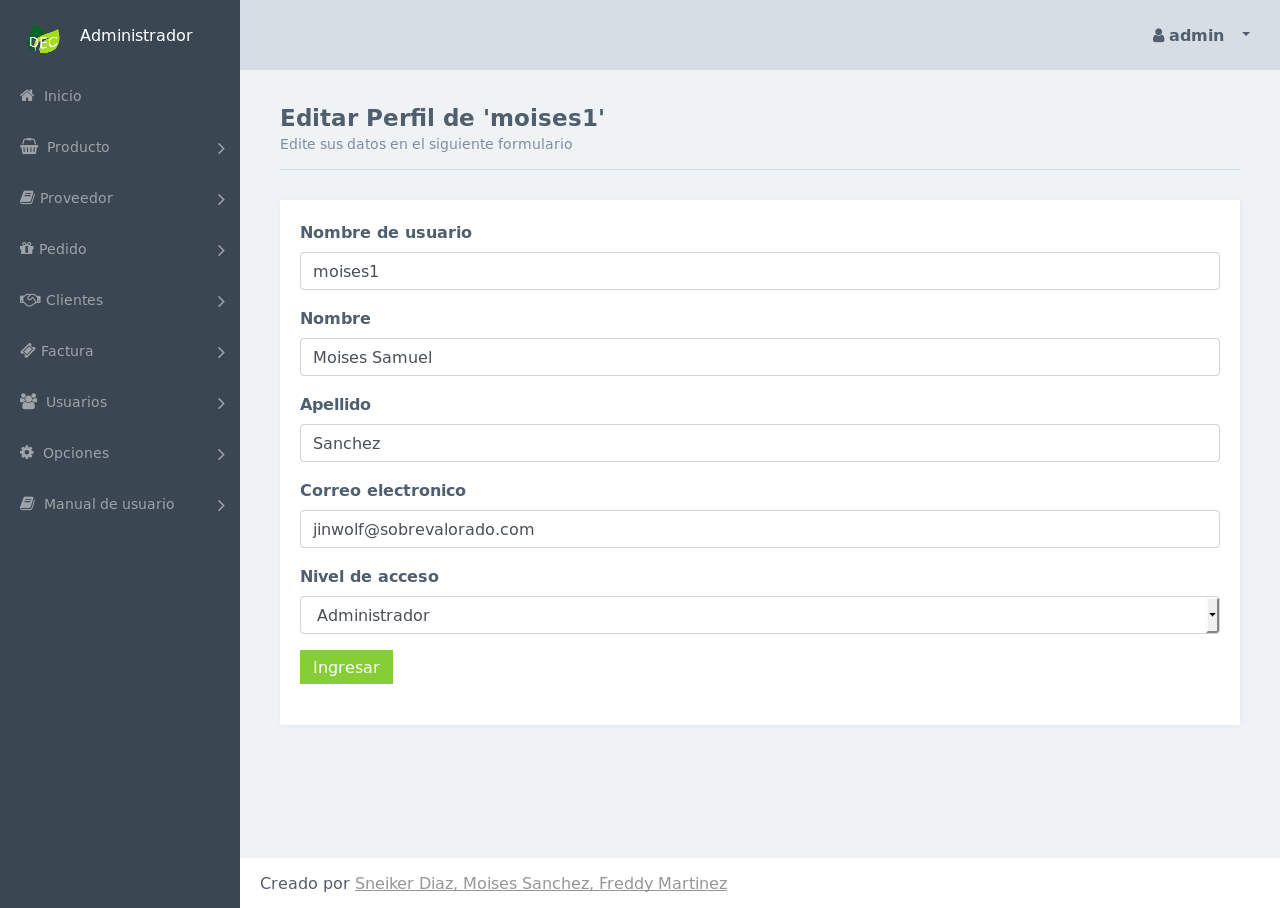 DEC Administrador
admin
Inicio
Producto
Proveedor
Pedido
Clientes
Factura
Usuarios
Opciones
Manual de usuario
Editar Perfil de 'moises1'
Edite sus datos en el siguiente formulario
Nombre de usuario
moises1
Nombre
Moises Samuel
Apellido
Sanchez
Correo electronico
jinwolf@sobrevalorado.com
Nivel de acceso
Administrador
Ingresar
Creado por Sneiker Diaz, Moises Sanchez, Freddy Martinez